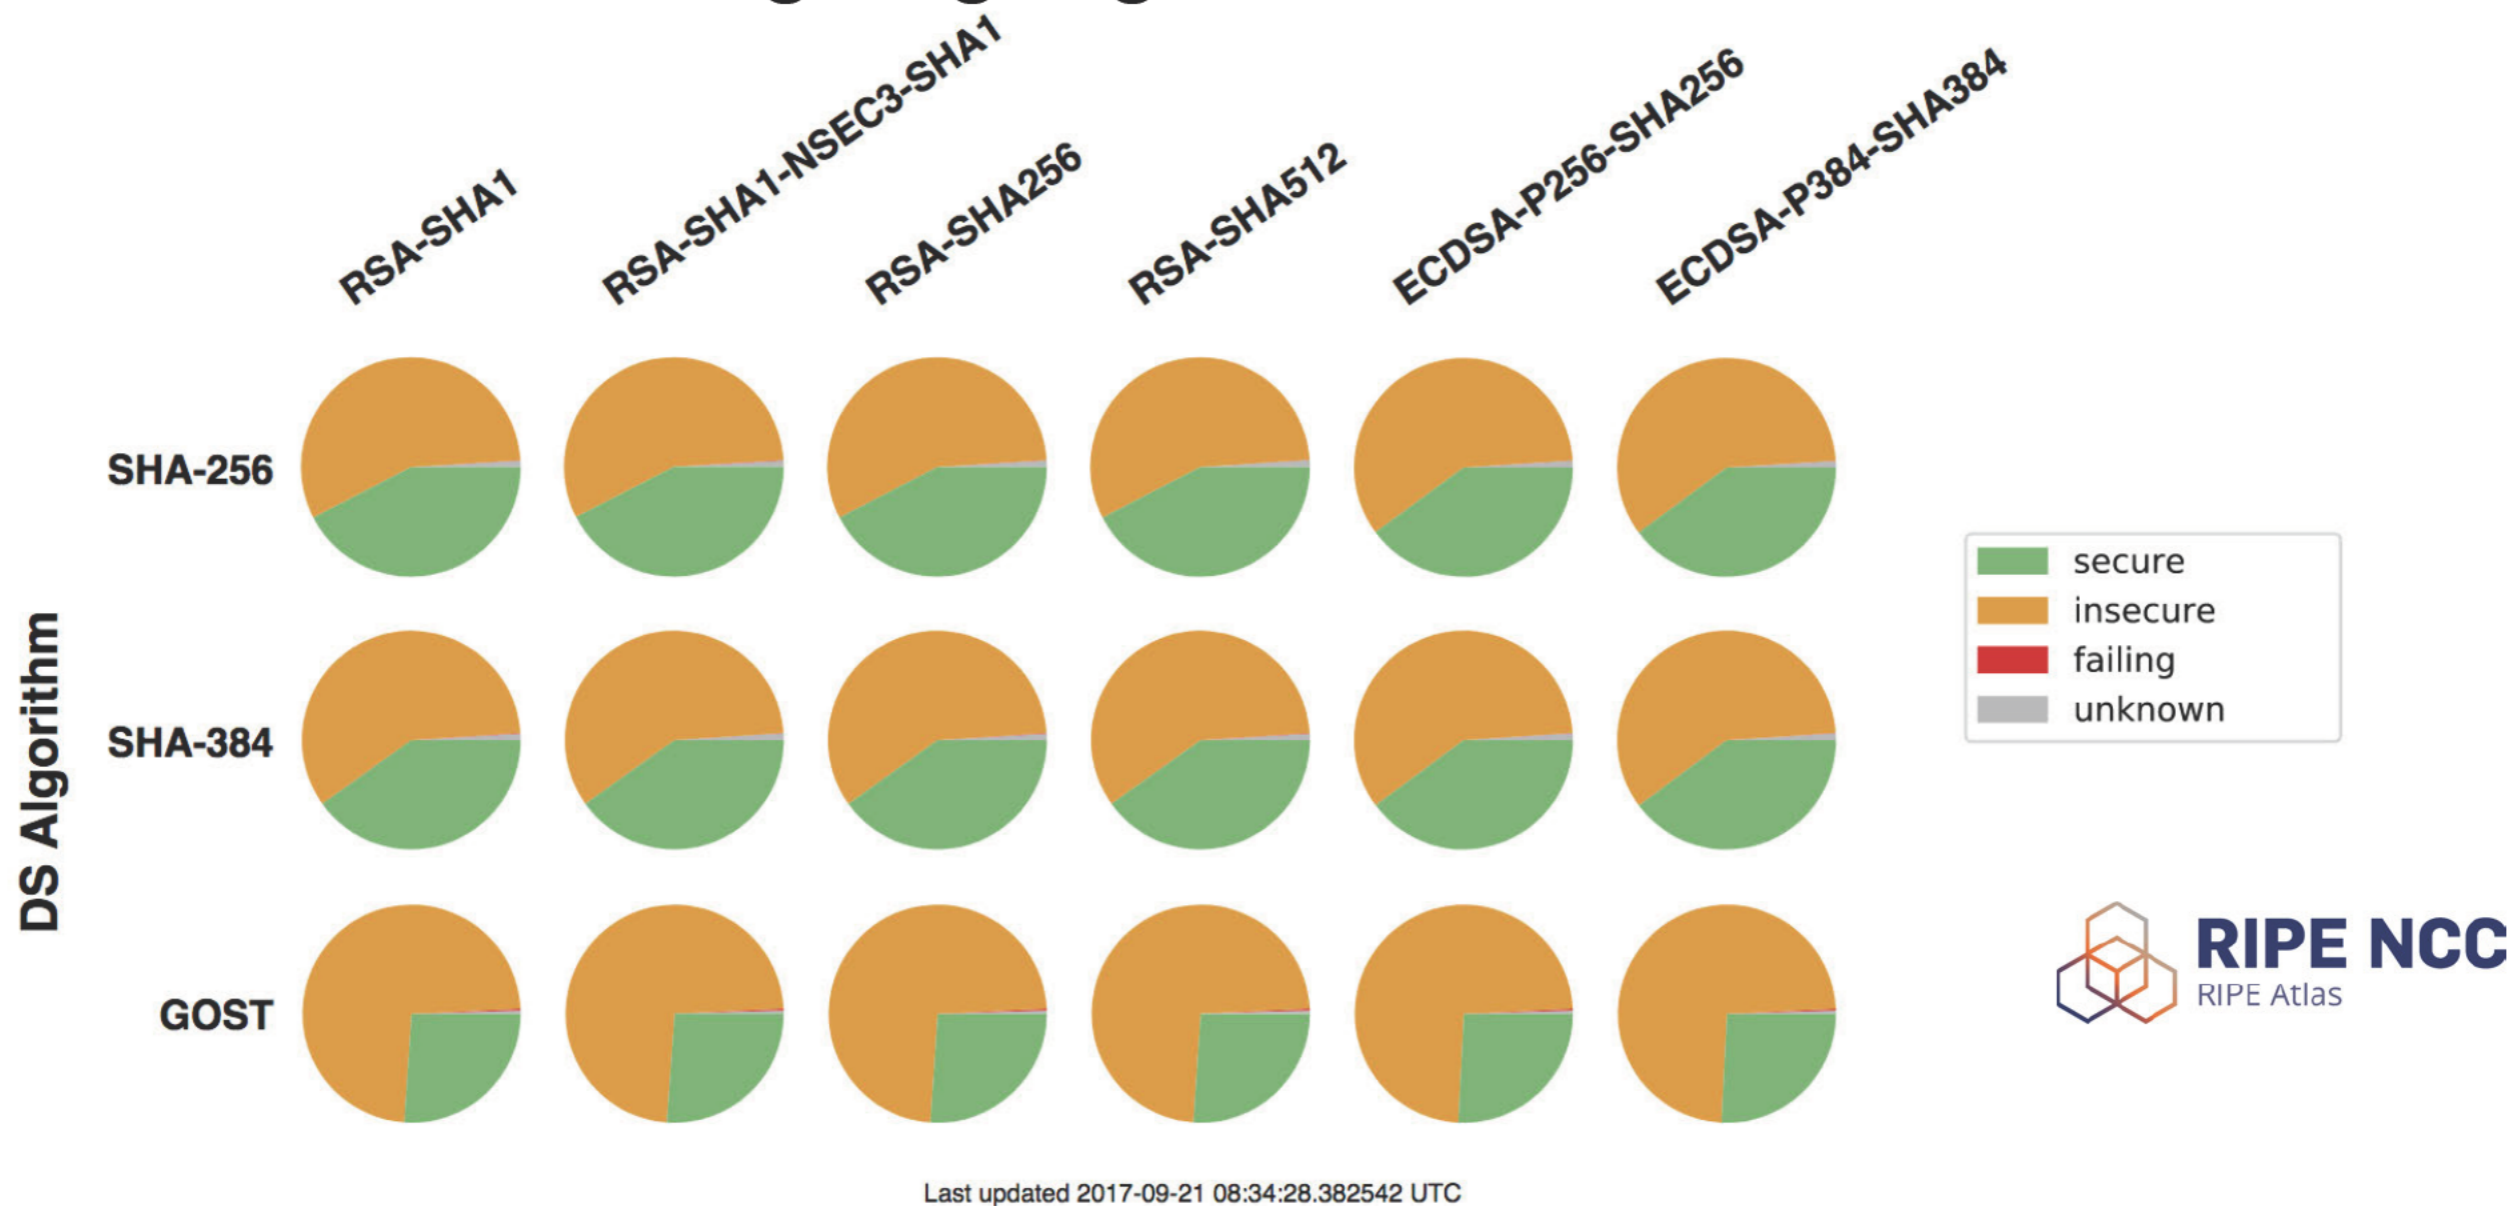 RSA-SHA1
RSA-SHA1-NSEC3-SHA1
RSA-SHA256
RSA-SHA512
ECDSA-P256-SHA256
ECDSA-P384-SHA384
DS Algorithm
SHA-256
SHA-384
GOST
secure
insecure
failing
unknown
RIPE NCC
RIPE Atlas
Last updated 2017-09-21 08:34:28.382542 UTC